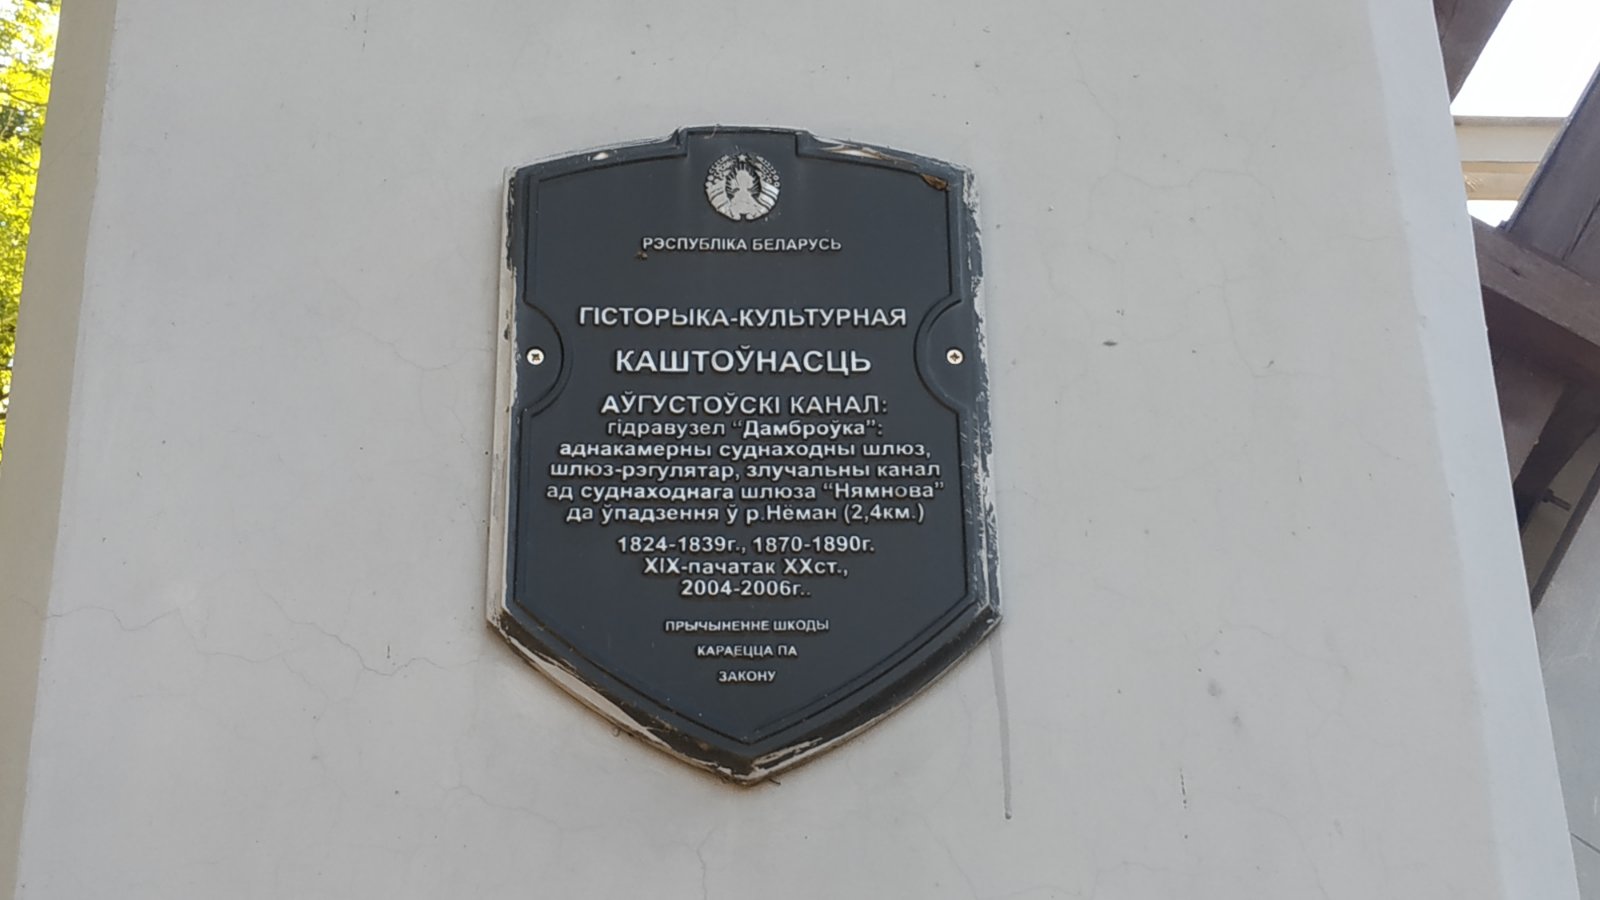 РЭСПУБЛІКА БЕЛАРУСЬ
ГІСТОРЫКА-КУЛЬТУРНАЯ
КАШТОЎНАСЦЬ
АЎГУСТОЎСКІ КАНАЛ:
гідравузел “Дамброўка”:
аднакамерны суднаходны шлюз,
шлюз-рэгулятар, злучальны канал
ад суднаходнага шлюза “Нямнова”
да ўпадзення ў р.Нёман (2,4км.)
1824-1839г., 1870-1890г.
XIX-пачатак XXст.,
2004-2006г..
ПРЫЧЫНЕННЕ ШКОДЫ
КАРАЕЦЦА ПА
ЗАКОНУ